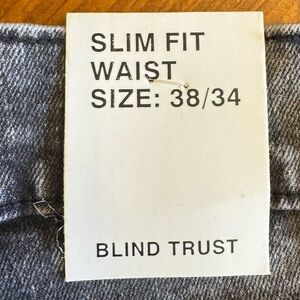 SLIM FIT
WAIST
SIZE: 38/34
BLIND TRUST